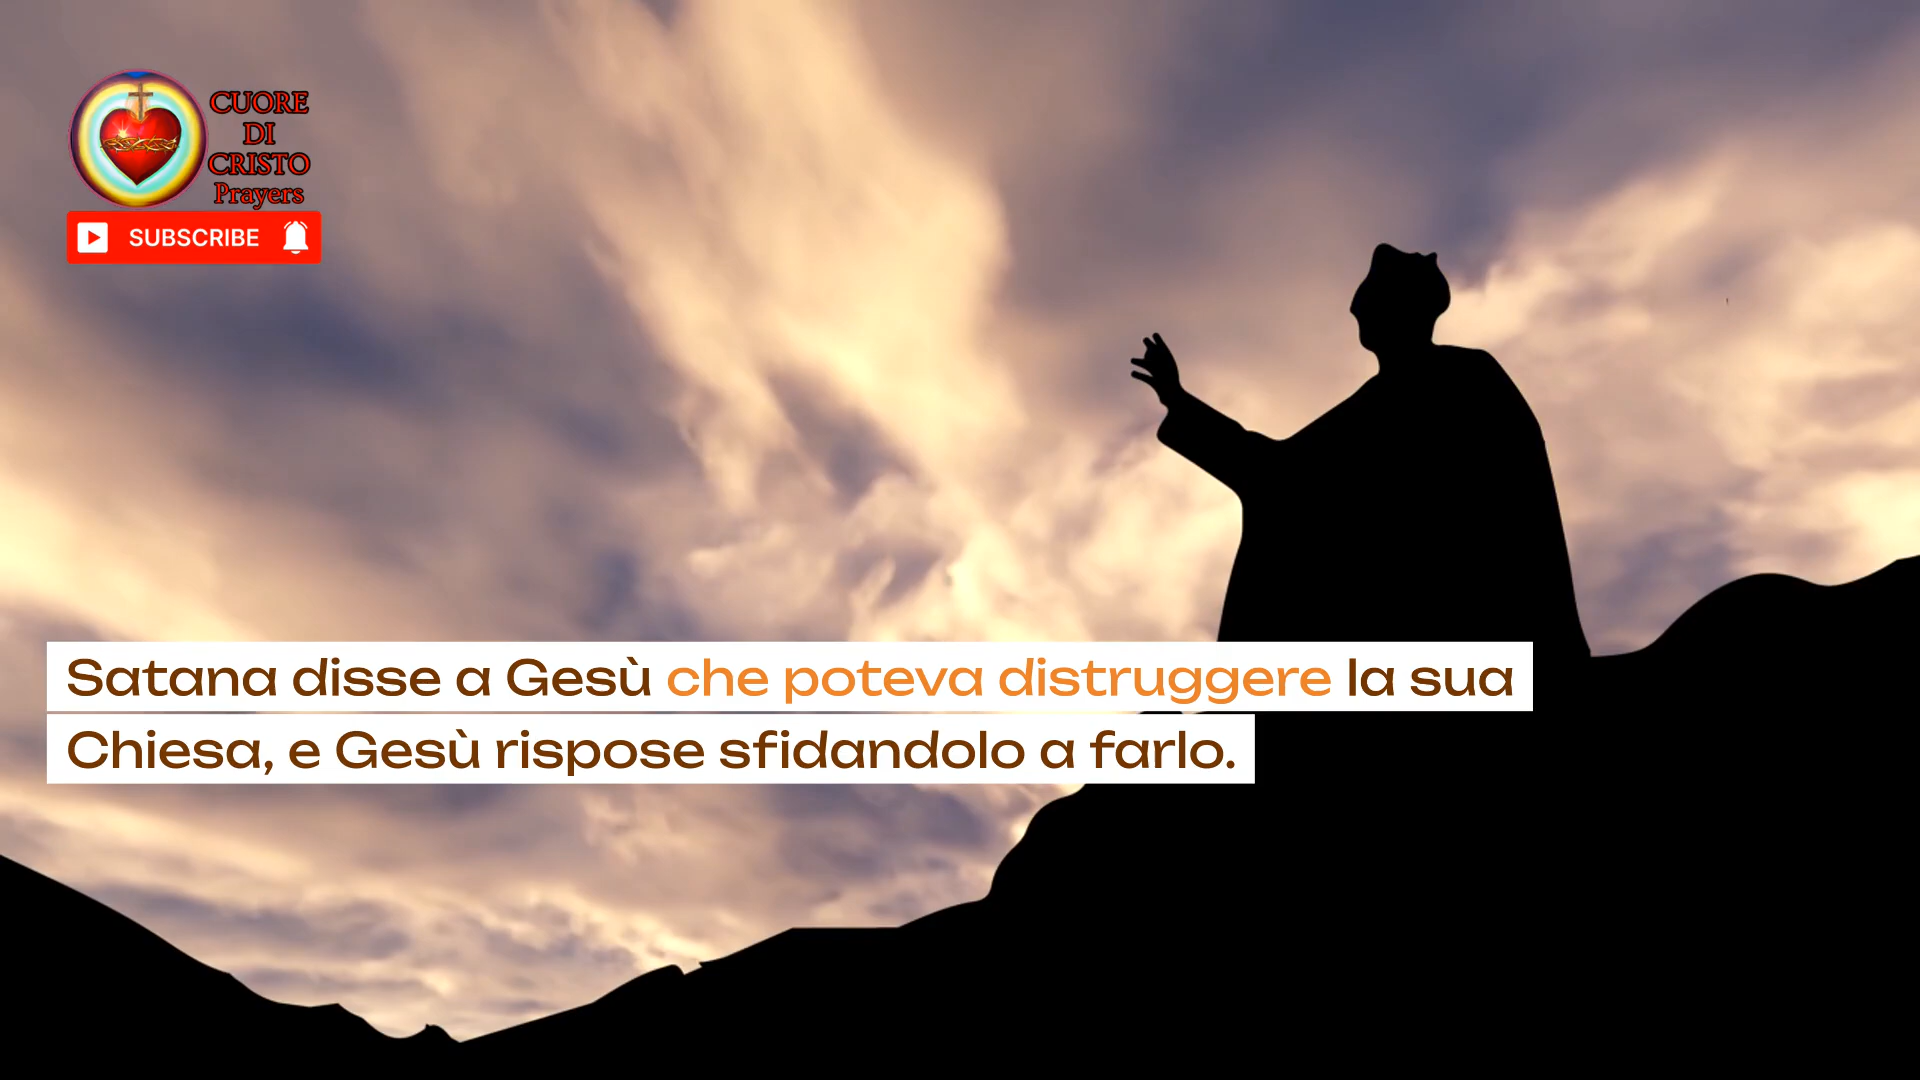 CUORE
DI
CRISTO
Prayers
SUBSCRIBE
Satana disse a Gesù che poteva distruggere la sua
Chiesa, e Gesù rispose sfidandolo a farlo.